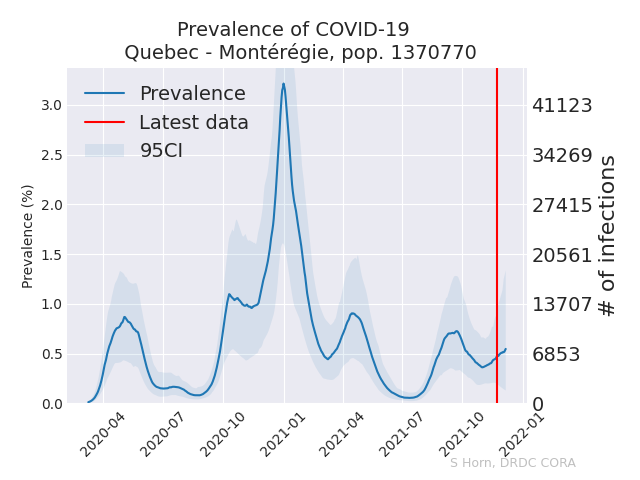 Prevalence of COVID-19
Quebec - Montérégie, pop. 1370770
Prevalence
Latest data
95CI
Prevalence (%)
3.0
2.5
2.0
1.5
1.0
0.5
0.0
41123
34269
27415
20561
13707
6853
0
# of infections
2020-04
2020-07
2020-10
2021-01
2021-04
2021-07
2021-10
2022-01
S Horn, DRDC CORA